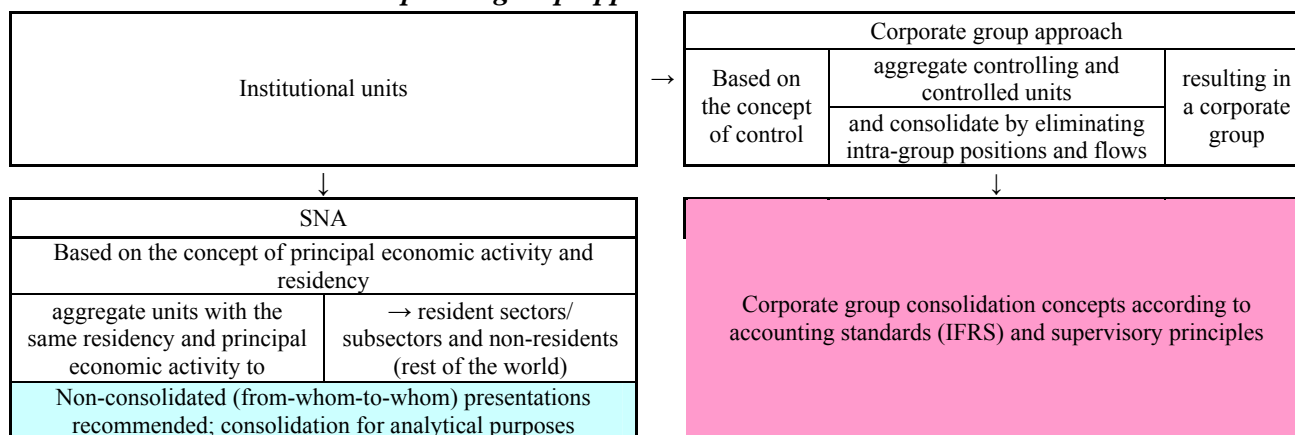 Institutional units
→
Corporate group approach
Based on
the concept
of control
aggregate controlling and
controlled units
and consolidate by eliminating
intra-group positions and flows
resulting in
a corporate
group
↓
↓
SNA
Based on the concept of principal economic activity and
residency
aggregate units with the
same residency and principal
economic activity to
→ resident sectors/
subsectors and non-residents
(rest of the world)
Non-consolidated (from-whom-to-whom) presentations
recommended; consolidation for analytical purposes
Corporate group consolidation concepts according to
accounting standards (IFRS) and supervisory principles